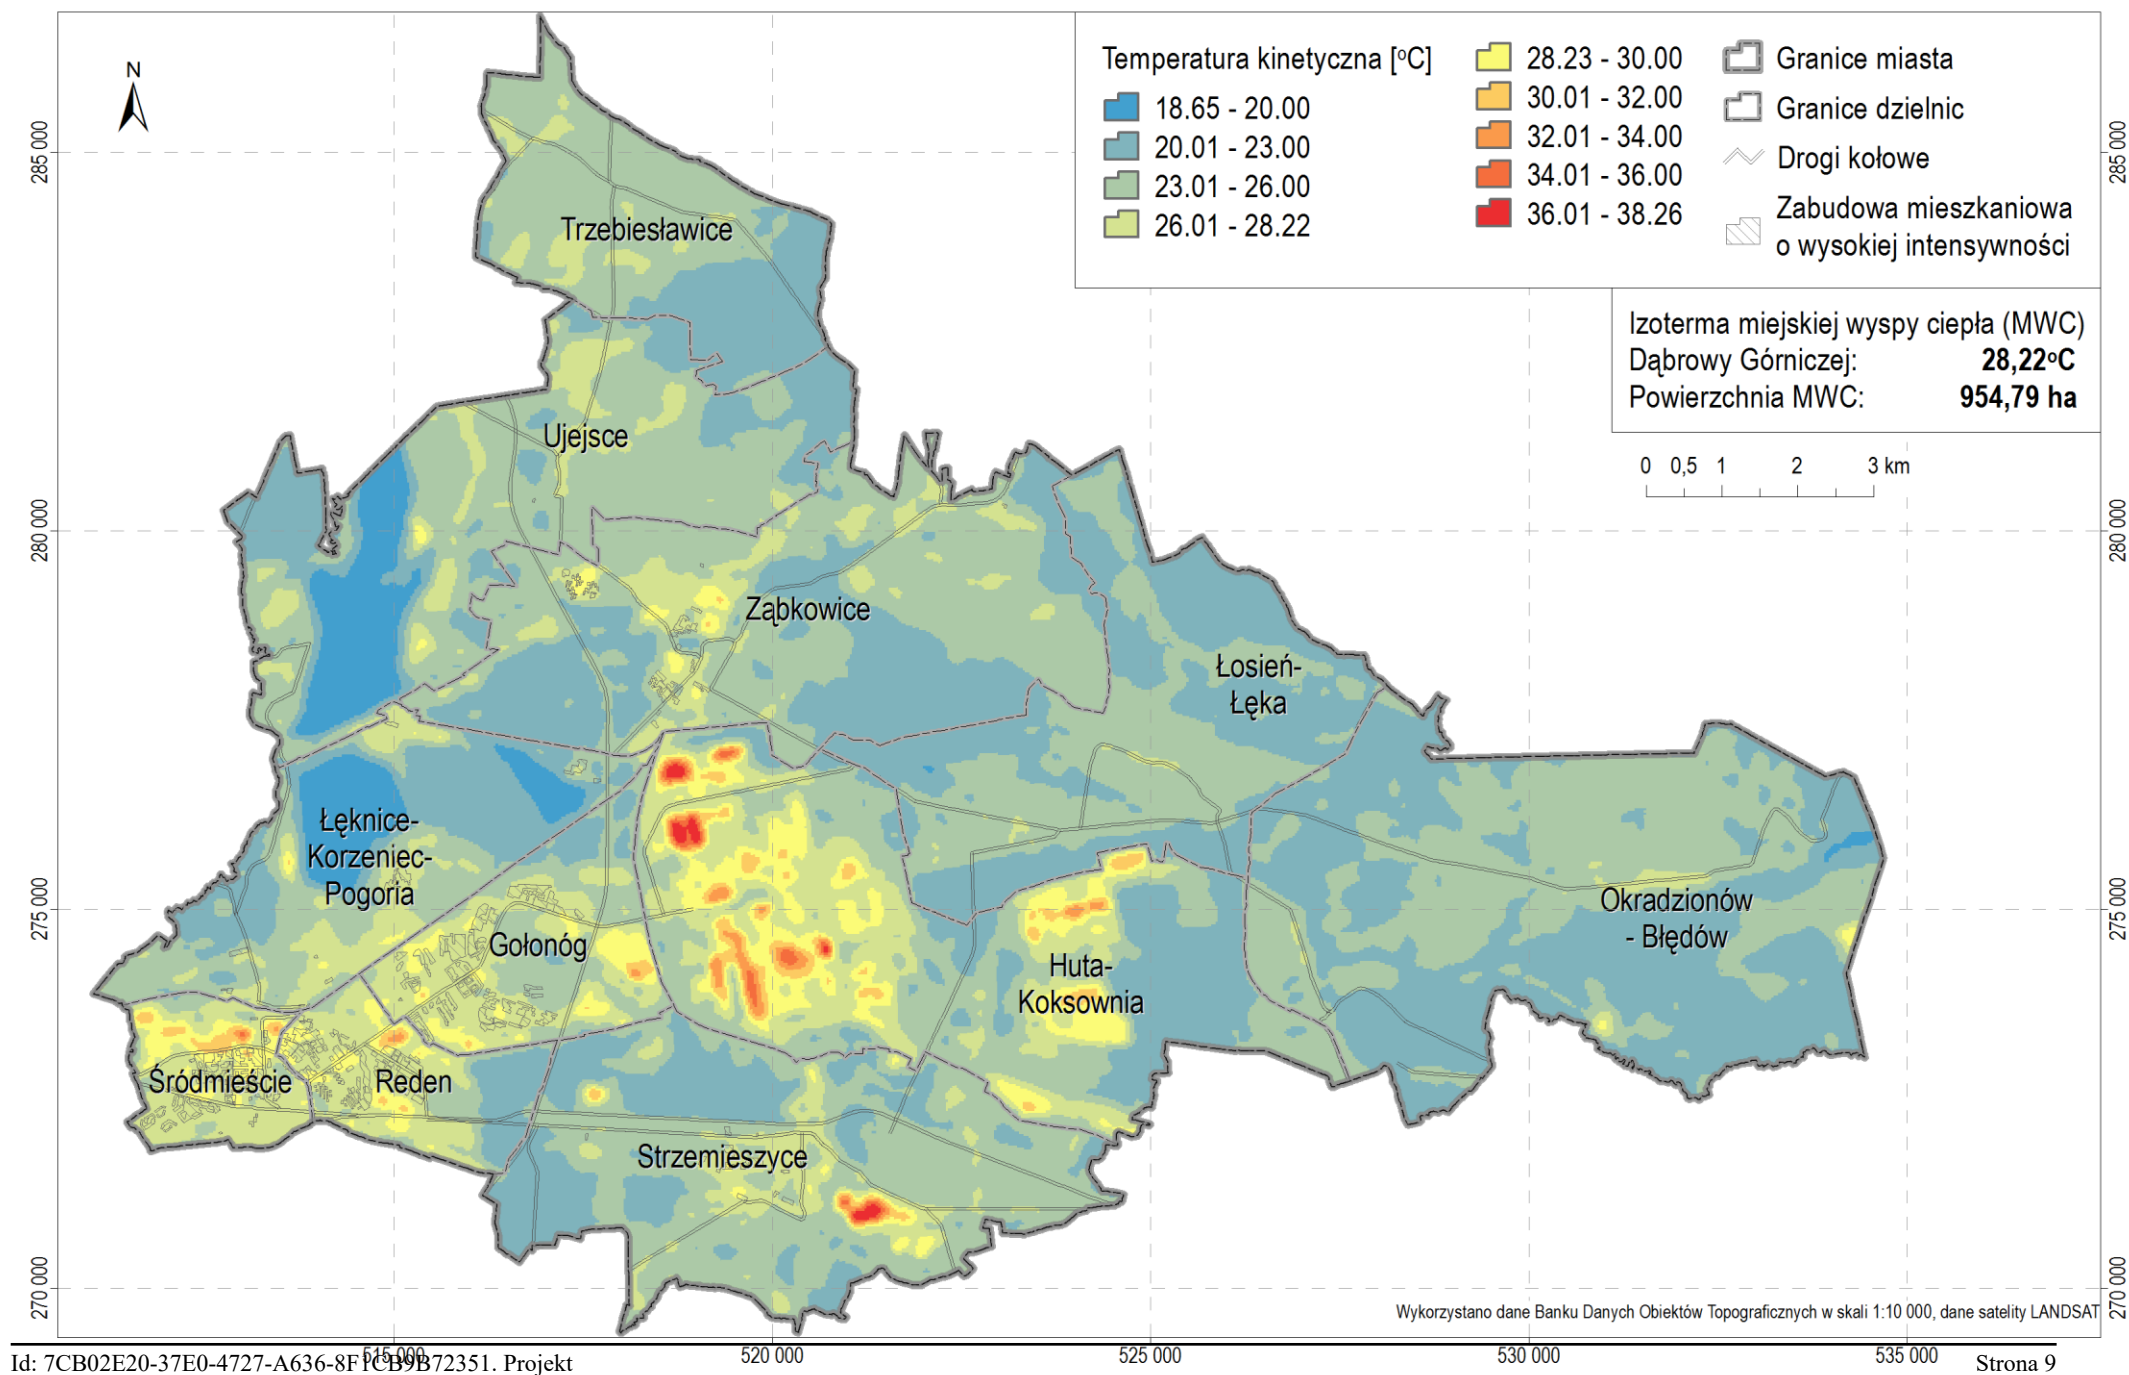 N
Temperatura kinetyczna [ºC]
18.65 - 20.00
20.01 - 23.00
23.01 - 26.00
26.01 - 28.22
28.23 - 30.00
30.01 - 32.00
32.01 - 34.00
34.01 - 36.00
36.01 - 38.26
Granice miasta
Granice dzielnic
Drogi kołowe
Zabudowa mieszkaniowa
o wysokiej intensywności
Izoterma miejskiej wyspy ciepła (MWC)
Dąbrowy Górniczej: 28,22ºC
Powierzchnia MWC: 954,79 ha
0 0,5 1 2 3 km
285 000
285 000
280 000
280 000
275 000
275 000
270 000
270 000
Trzebiesławice
Ujejsce
Ząbkowice
Łosień-
Łęka
Łęknice-
Korzeniec-
Pogoria
Gołonóg
Okradzionów
- Błędów
Huta-
Koksownia
Śródmieście
Reden
Strzemieszyce
Wykorzystano dane Banku Danych Obiektów Topograficznych w skali 1:10 000, dane satelity LANDSAT
515 000
520 000
525 000
530 000
535 000
Id: 7CB02E20-37E0-4727-A636-8F1CB9B72351. Projekt
Strona 9